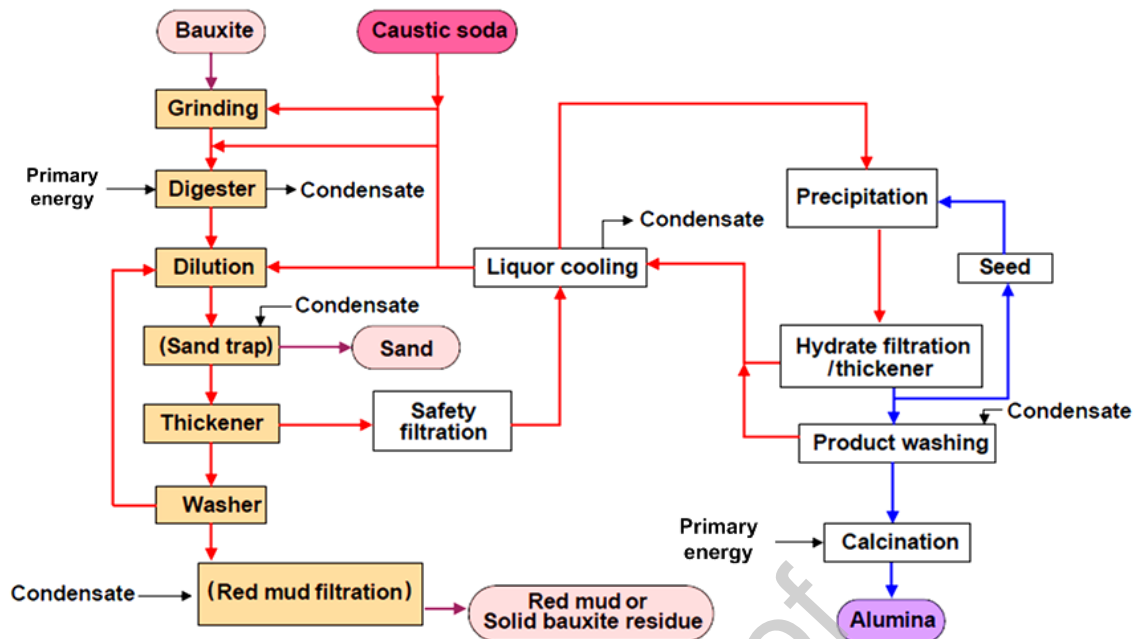 Bauxite
Caustic soda
Grinding
Primary
energy
Digester
Condensate
Dilution
Condensate
(Sand trap)
Sand
Thickener
Safety
filtration
Washer
Condensate
(Red mud filtration)
Red mud or
Solid bauxite residue
Condensate
Liquor cooling
Precipitation
Seed
Hydrate filtration
/thickener
Condensate
Product washing
Primary
energy
Calcination
Alumina
of